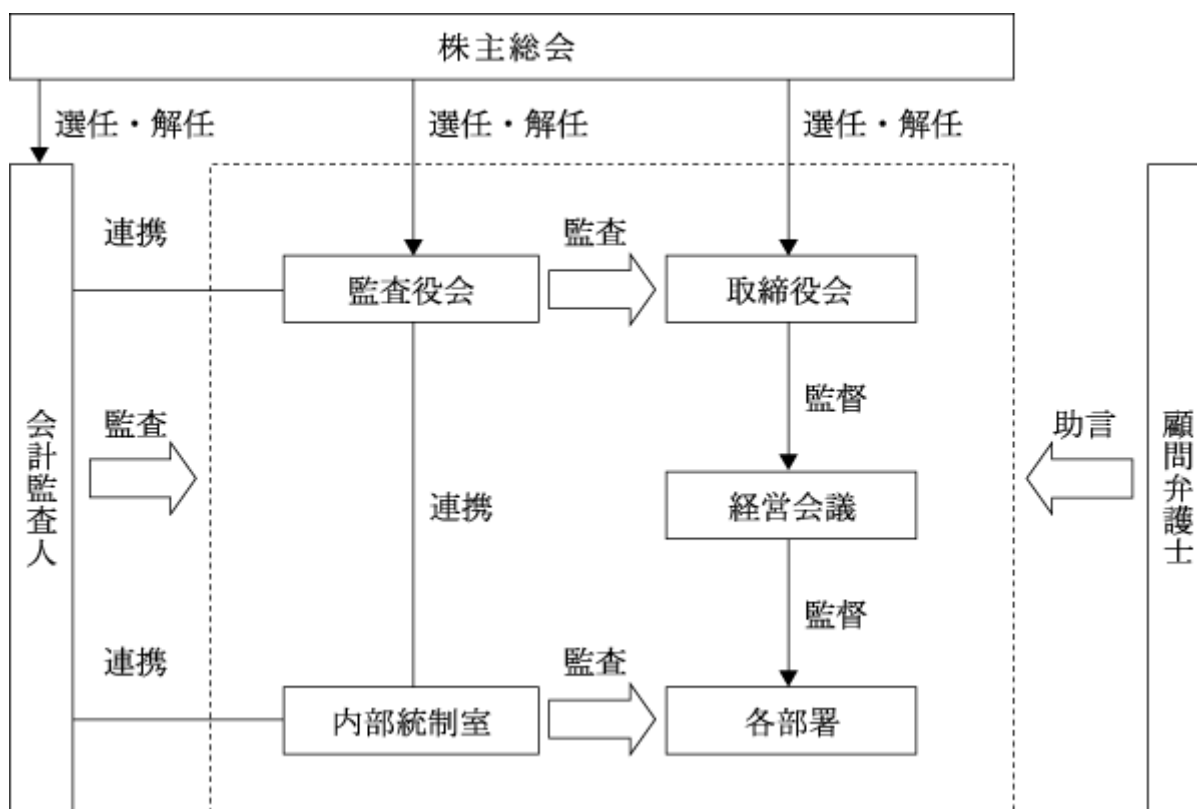 株主総会
選任・解任
選任・解任
選任・解任
連携
監査
監査役会
取締役会
監督
会計監査人
監査
助言
顧問弁護士
連携
経営会議
監督
連携
監査
内部統制室
各部署